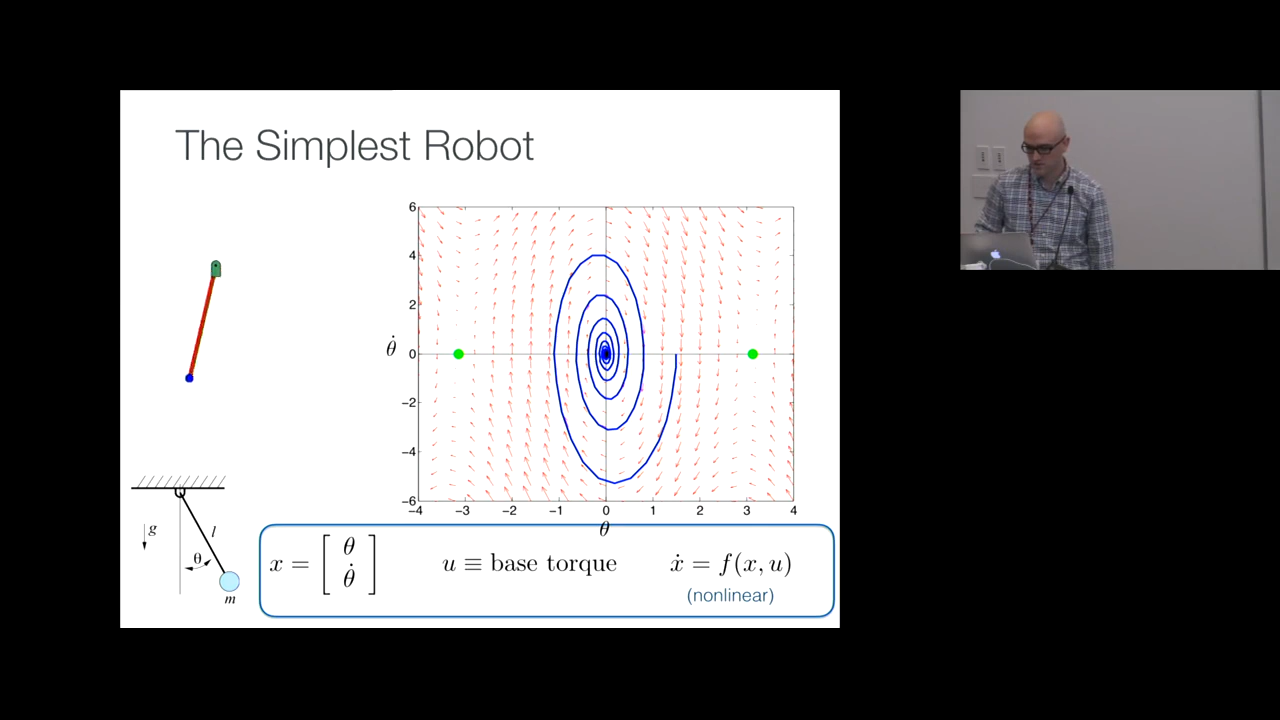 The Simplest Robot
6
4
2
0
−2
−4
−6
θ̇
−4 −3 −2 −1 0 1 2 3 4
θ
g
l
θ
m
x = [ θ θ̇ ]
u ≡ base torque
ẋ = f(x, u)
(nonlinear)